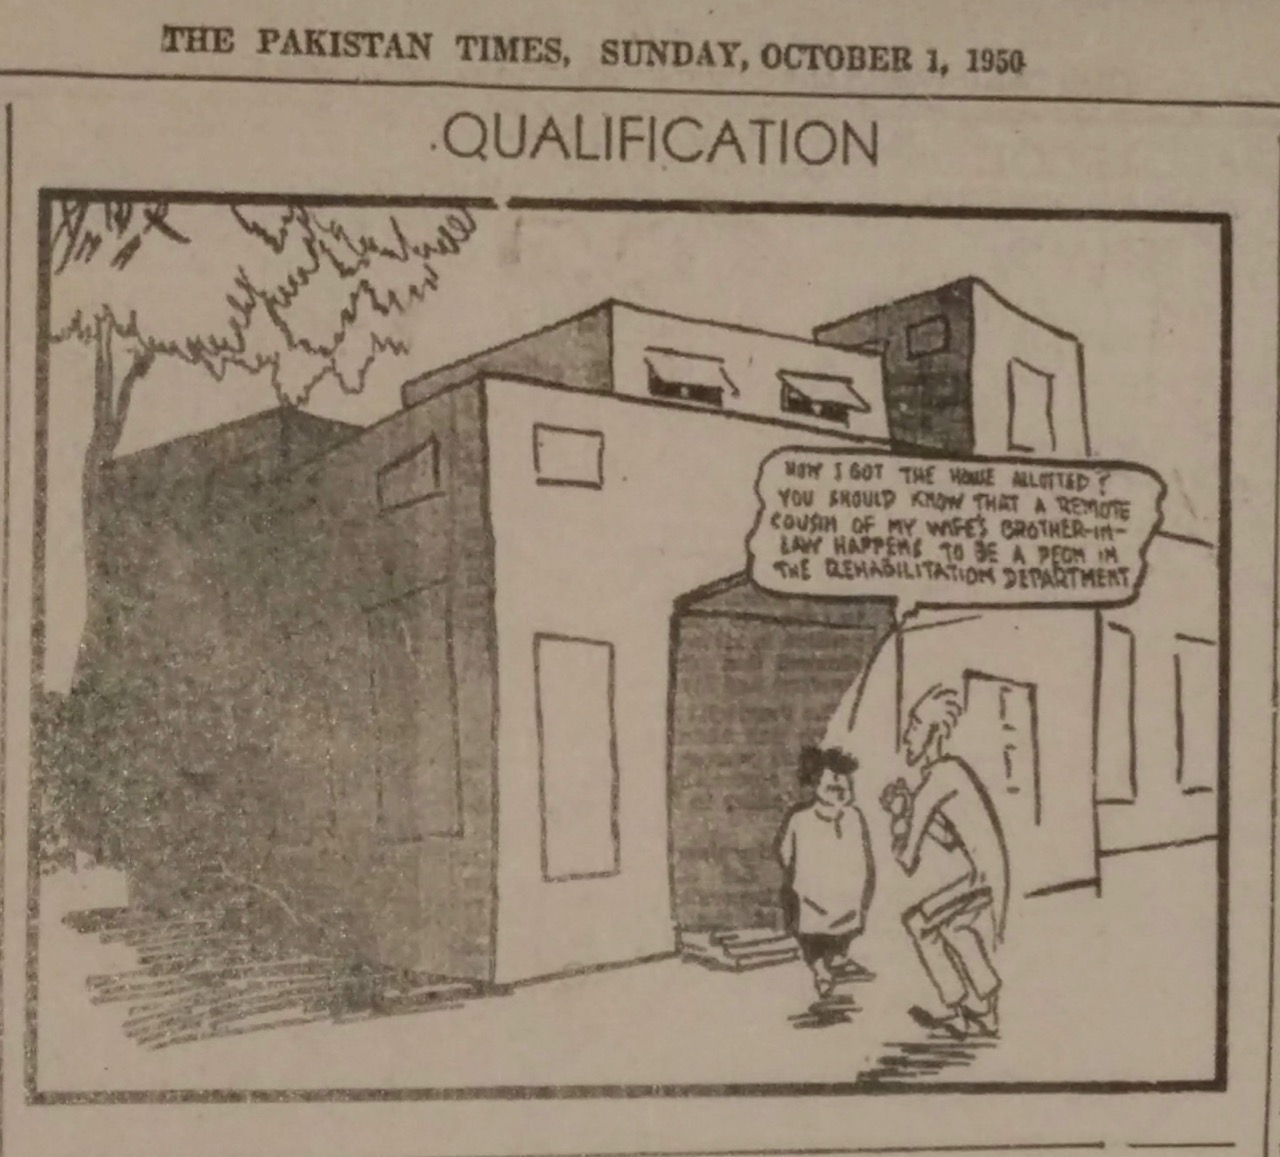 THE PAKISTAN TIMES, SUNDAY, OCTOBER 1, 1950
QUALIFICATION
HOW I GOT THE HOUSE ALLOTTED?
YOU SHOULD KNOW THAT A REMOTE
COUSIN OF MY WIFE'S BROTHER-IN-
LAW HAPPENS TO BE A PEON IN
THE REHABILITATION DEPARTMENT